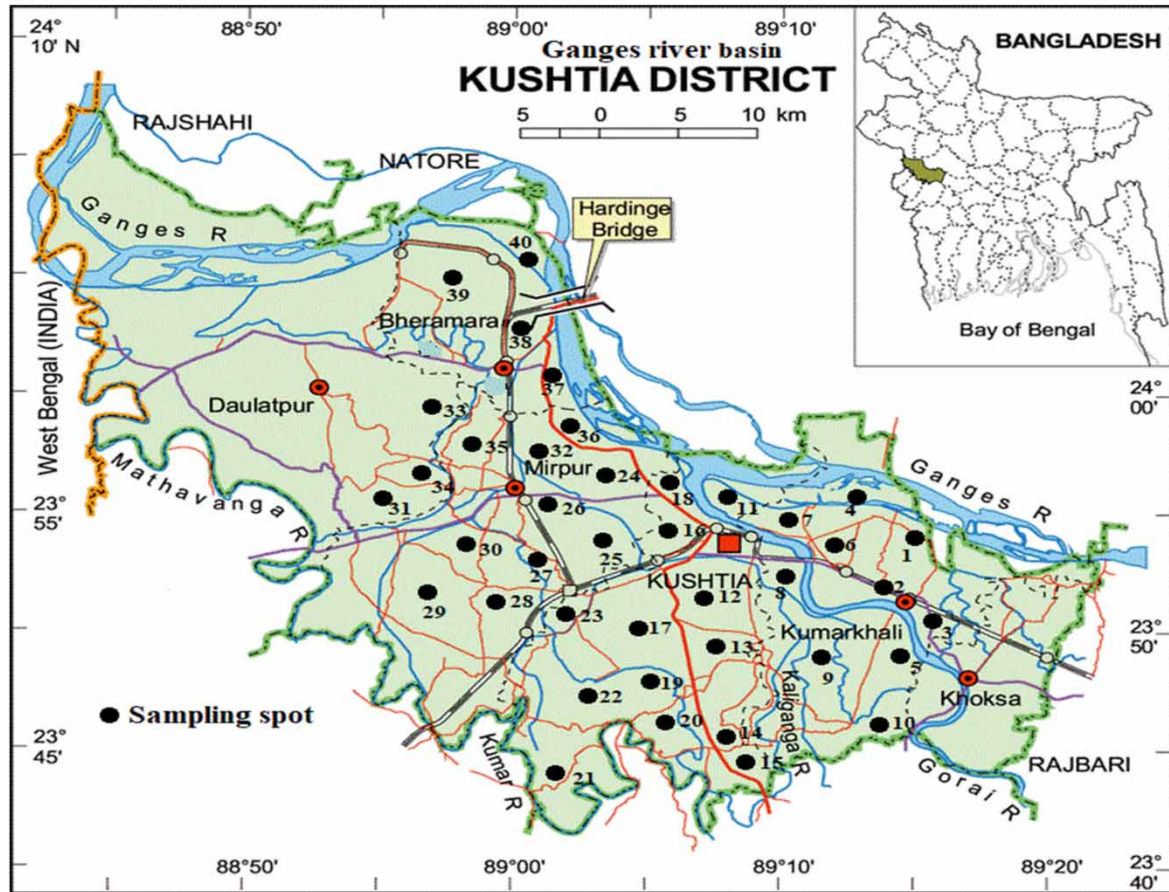 24°
10' N
88°50'
89°00'
89°10'
Ganges river basin
KUSHTIA DISTRICT
5 0 5 10 km
BANGLADESH
Bay of Bengal
RAJSHAHI
NATORE
Ganges R
Hardinge
Bridge
40
39
Bheramara
38
37
24°
00'
West Bengal (INDIA)
Daulatpur
33
36
35
32
Mirpur
24
34
18
31
Mathavanga R
26
11
4
Ganges R
7
23°
55'
16
6
1
30
25
27
KUSHTIA
8
2
29
28
12
23
3
17
Kumarkhali
23°
50'
13
9
5
19
Khoksa
22
Kaliganga R
20
10
14
Sampling spot
23°
45'
15
Kumar R
21
Gorai R
RAJBARI
88°50'
89°00'
89°10'
89°20'
23°
40'